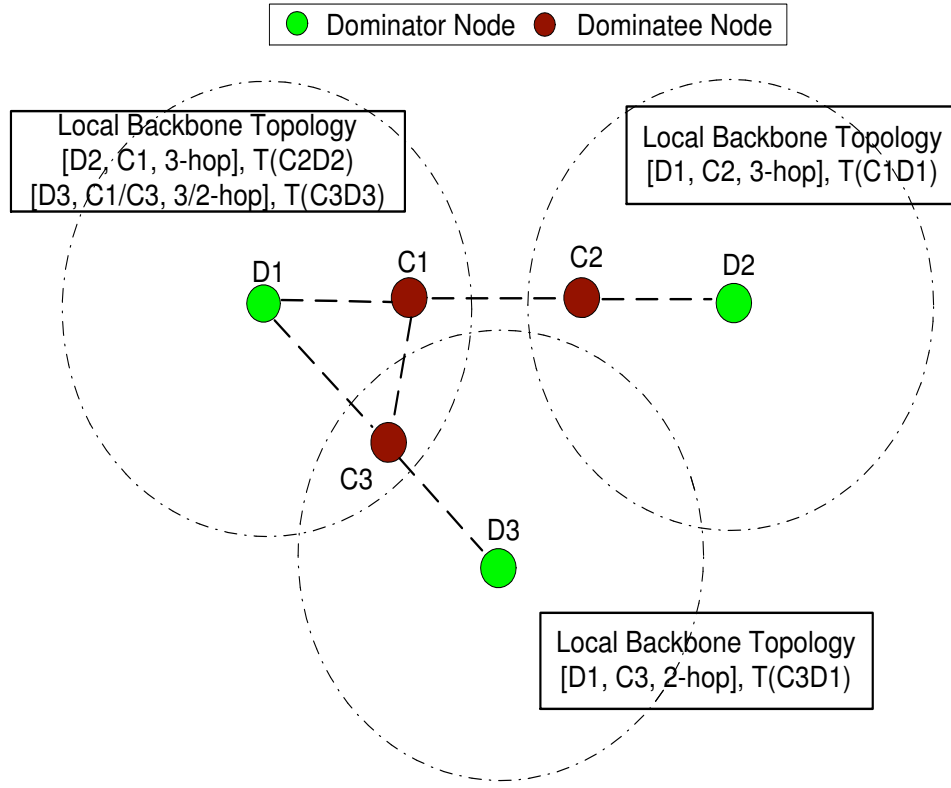 Dominator Node Dominatee Node
Local Backbone Topology
[D2, C1, 3-hop], T(C2D2)
[D3, C1/C3, 3/2-hop], T(C3D3)
Local Backbone Topology
[D1, C2, 3-hop], T(C1D1)
D1
C1
C2
D2
C3
D3
Local Backbone Topology
[D1, C3, 2-hop], T(C3D1)